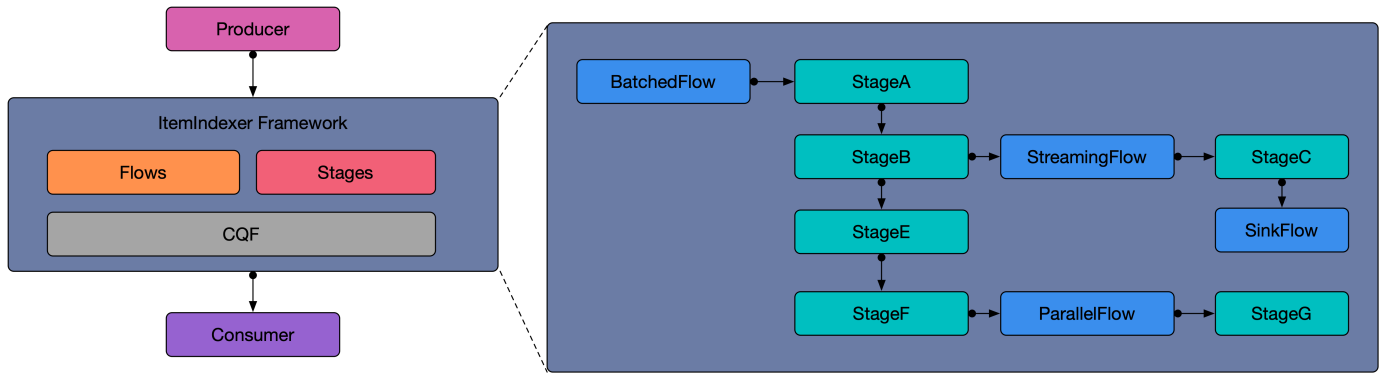 Producer
ItemIndexer Framework
Flows
Stages
CQF
Consumer
BatchedFlow
StageA
StageB
StreamingFlow
StageC
StageE
SinkFlow
StageF
ParallelFlow
StageG